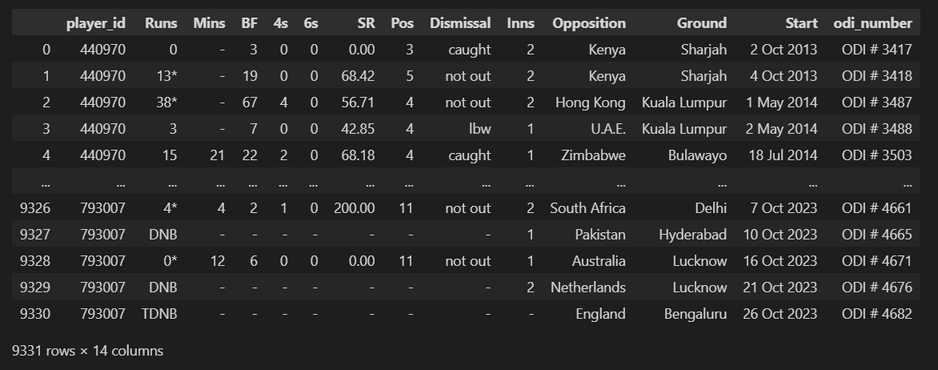 player_id Runs Mins BF 4s 6s SR Pos Dismissal Inns Opposition Ground Start odi_number
0 440970 0 - 3 0 0 0.00 3 caught 2 Kenya Sharjah 2 Oct 2013 ODI # 3417
1 440970 13* - 19 0 0 68.42 5 not out 2 Kenya Sharjah 4 Oct 2013 ODI # 3418
2 440970 38* - 67 4 0 56.71 4 not out 2 Hong Kong Kuala Lumpur 1 May 2014 ODI # 3487
3 440970 3 - 7 0 0 42.85 4 lbw 1 U.A.E. Kuala Lumpur 2 May 2014 ODI # 3488
4 440970 15 21 22 2 0 68.18 4 caught 1 Zimbabwe Bulawayo 18 Jul 2014 ODI # 3503
... ... ... ... ... ... ... ... ... ... ... ... ... ... ...
9326 793007 4* 4 2 1 0 200.00 11 not out 2 South Africa Delhi 7 Oct 2023 ODI # 4661
9327 793007 DNB - - - - - - - 1 Pakistan Hyderabad 10 Oct 2023 ODI # 4665
9328 793007 0* 12 6 0 0 0.00 11 not out 1 Australia Lucknow 16 Oct 2023 ODI # 4671
9329 793007 DNB - - - - - - - 2 Netherlands Lucknow 21 Oct 2023 ODI # 4676
9330 793007 TDNB - - - - - - - - England Bengaluru 26 Oct 2023 ODI # 4682
9331 rows × 14 columns